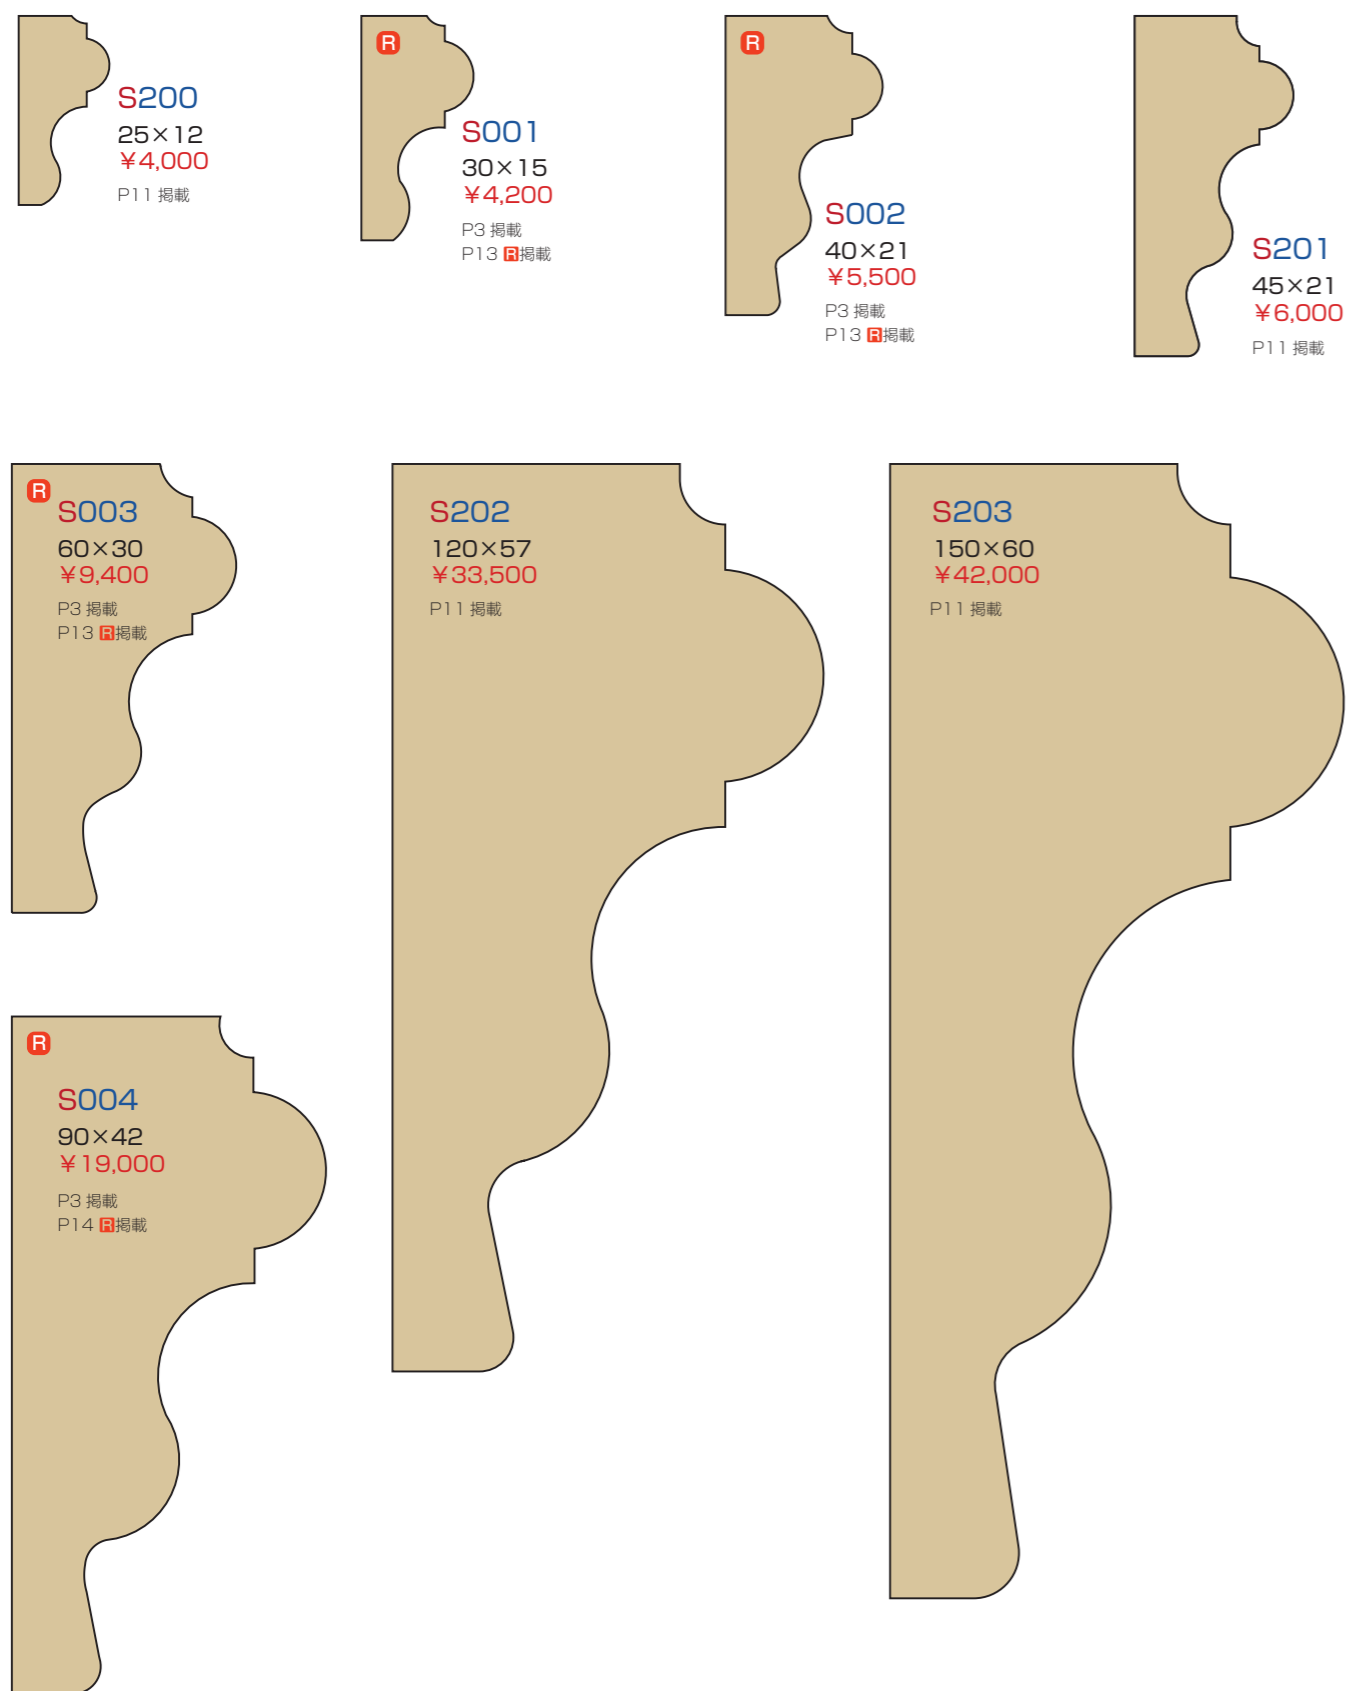 S200
25×12
¥4,000
P11 掲載
R
S001
30×15
¥4,200
P3 掲載
P13 R掲載
R
S002
40×21
¥5,500
P3 掲載
P13 R掲載
S201
45×21
¥6,000
P11 掲載
R
S003
60×30
¥9,400
P3 掲載
P13 R掲載
S202
120×57
¥33,500
P11 掲載
S203
150×60
¥42,000
P11 掲載
R
S004
90×42
¥19,000
P3 掲載
P14 R掲載